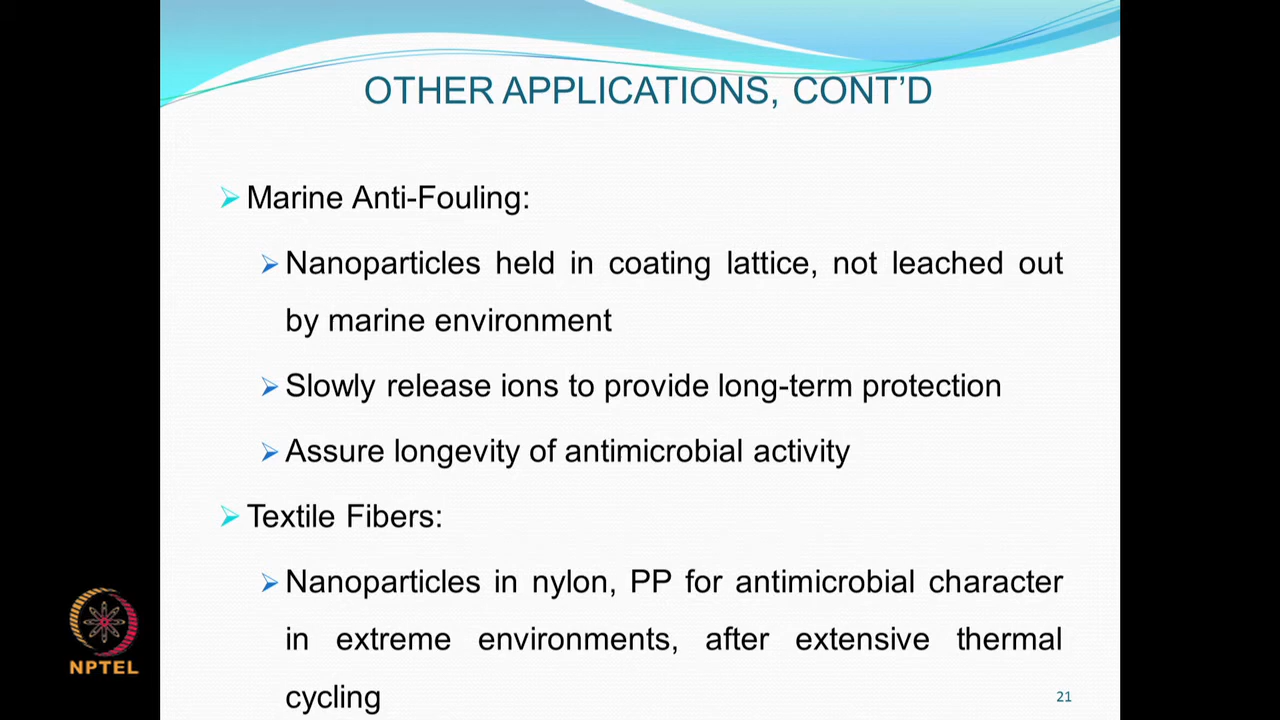 OTHER APPLICATIONS, CONT’D
Marine Anti-Fouling:
Nanoparticles held in coating lattice, not leached out
by marine environment
Slowly release ions to provide long-term protection
Assure longevity of antimicrobial activity
Textile Fibers:
Nanoparticles in nylon, PP for antimicrobial character
in extreme environments, after extensive thermal
cycling
21
NPTEL